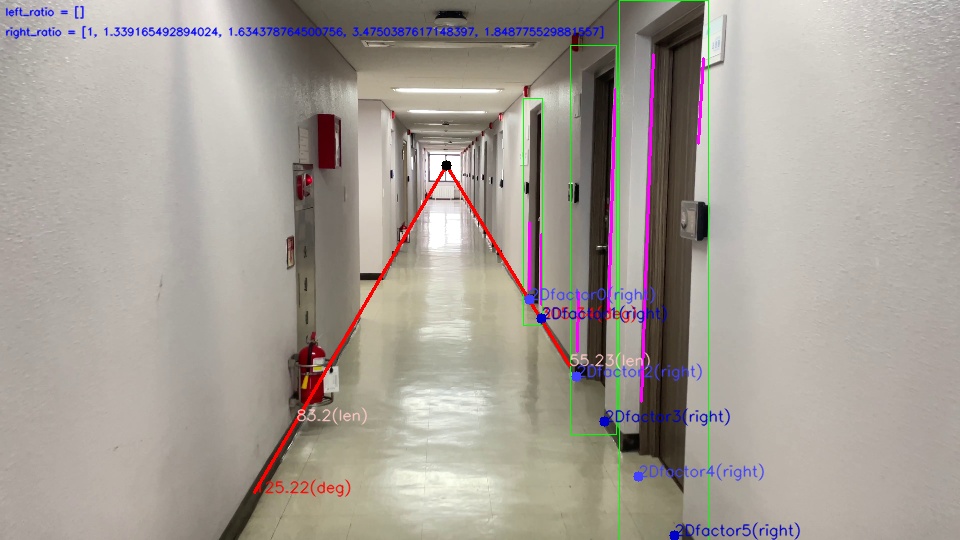 left_ratio = []
right_ratio = [1, 1.339165492894024, 1.634378764500756, 3.4750387617148397, 1.848775529881557]
2Dfactor0(right)
(right)
55.23(len)
2Dfactor2(right)
83.2(len)
2Dfactor3(right)
2Dfactor4(right)
25.22(deg)
2Dfactor5(right)